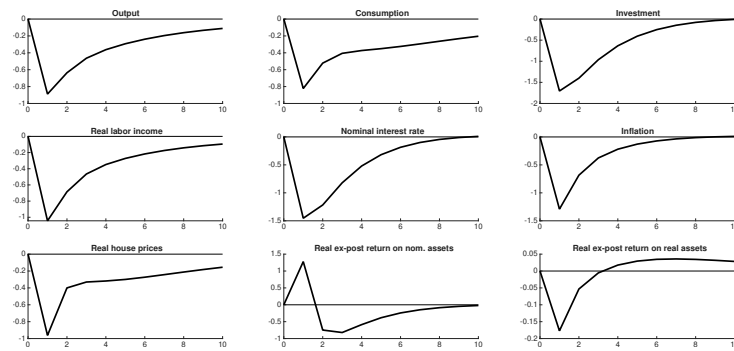 Output
Consumption
Investment
0
-0.2
-0.4
-0.6
-0.8
-1
0 2 4 6 8 10
0
-0.2
-0.4
-0.6
-0.8
-1
0 2 4 6 8 10
0
-0.5
-1
-1.5
-2
0 2 4 6 8 10
Real labor income
Nominal interest rate
Inflation
0
-0.2
-0.4
-0.6
-0.8
-1
0 2 4 6 8 10
0
-0.5
-1
-1.5
0 2 4 6 8 10
0
-0.5
-1
-1.5
0 2 4 6 8 10
Real house prices
Real ex-post return on nom. assets
Real ex-post return on real assets
0
-0.2
-0.4
-0.6
-0.8
-1
0 2 4 6 8 10
1.5
1
0.5
0
-0.5
-1
0 2 4 6 8 10
0.05
0
-0.05
-0.1
-0.15
-0.2
0 2 4 6 8 10